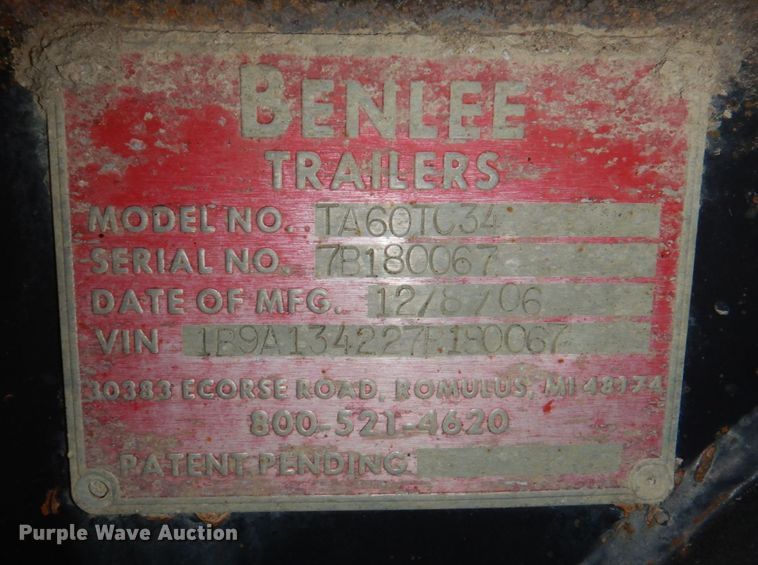 BENLEE
TRAILERS
MODEL NO. TA60TC34
SERIAL NO. 7B180067
DATE OF MFG. 12/8/06
VIN
30383 ECORSE ROAD, ROMULUS, MI 48174
800-521-4620
PATENT PENDING
Purple Wave Auction